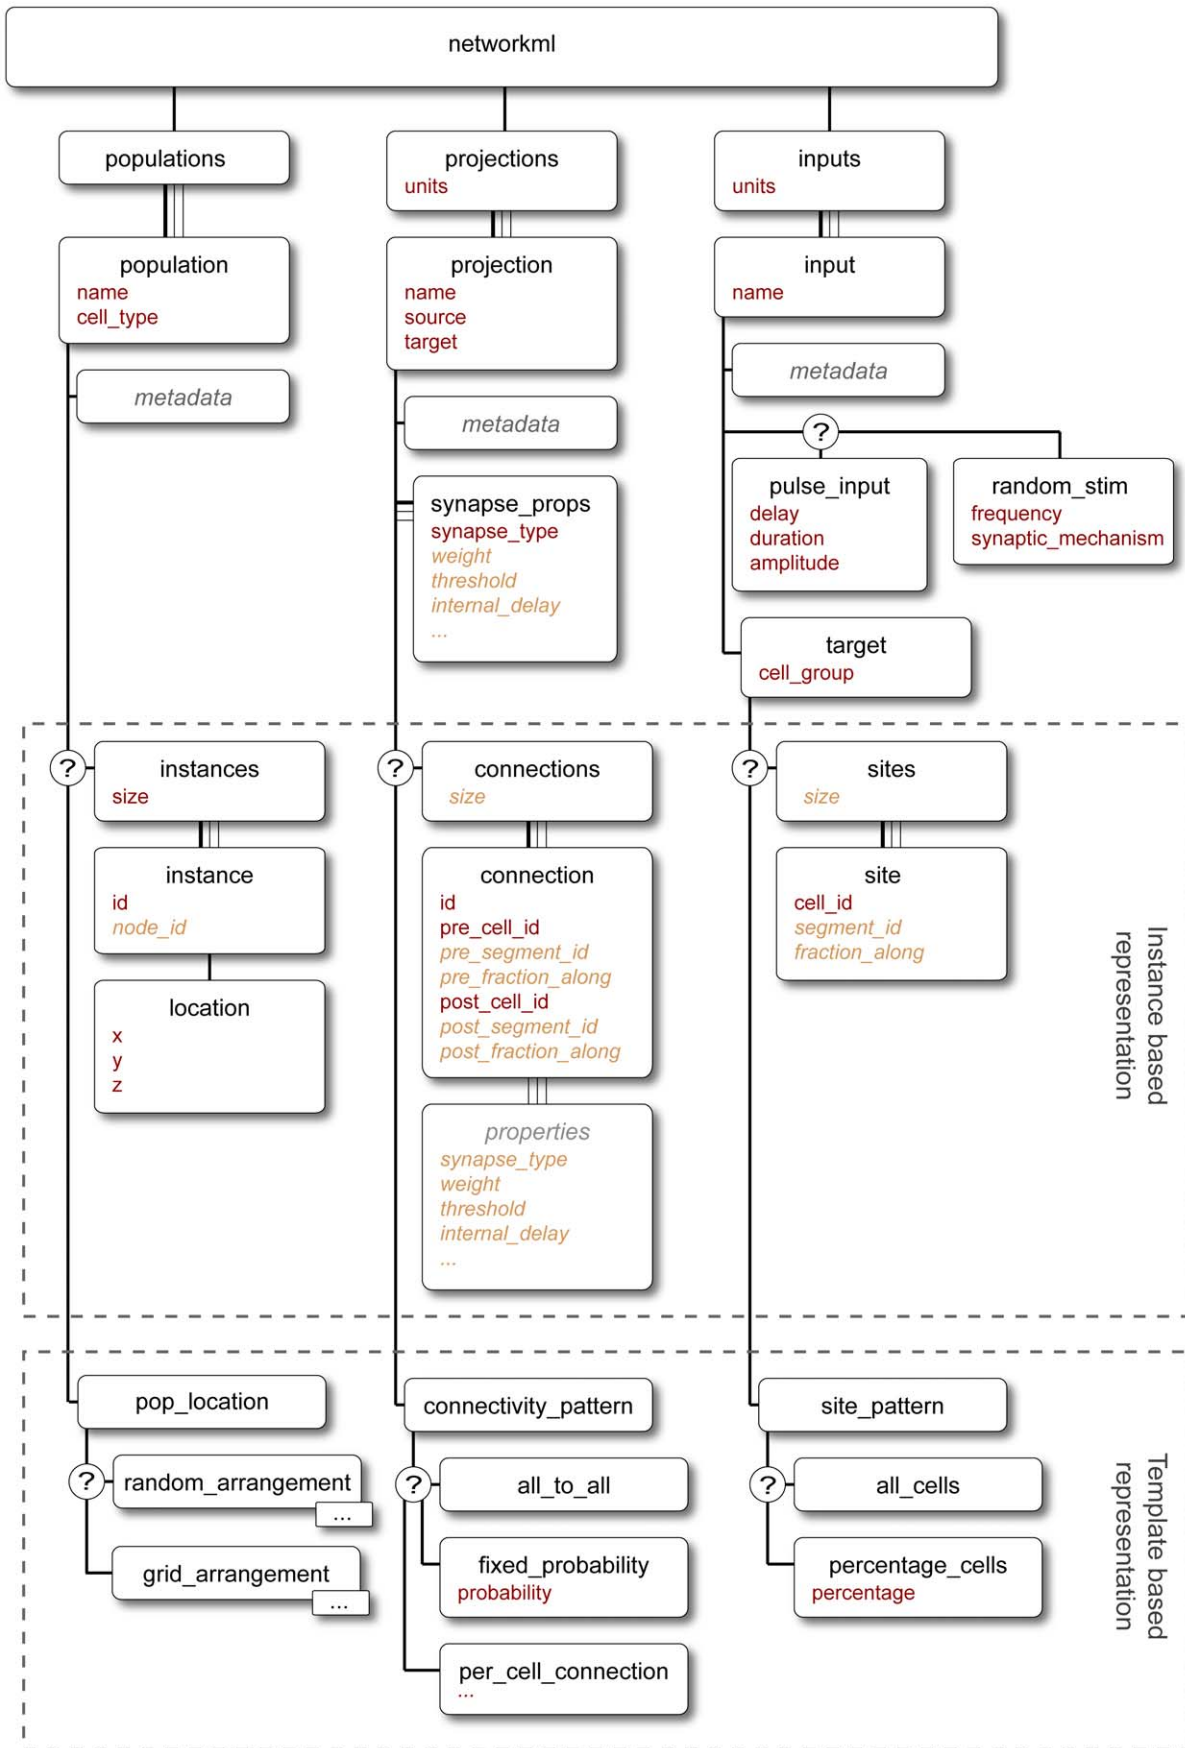 networkml
populations
population
name
cell_type
metadata
projections
units
projection
name
source
target
metadata
synapse_props
synapse_type
weight
threshold
internal_delay
...
inputs
units
input
name
metadata
?
pulse_input
delay
duration
amplitude
random_stim
frequency
synaptic_mechanism
target
cell_group
?
instances
size
instance
id
node_id
location
x
y
z
?
connections
size
connection
id
pre_cell_id
pre_segment_id
pre_fraction_along
post_cell_id
post_segment_id
post_fraction_along
properties
synapse_type
weight
threshold
internal_delay
...
?
sites
size
site
cell_id
segment_id
fraction_along
Instance based
representation
pop_location
?
random_arrangement
...
grid_arrangement
...
connectivity_pattern
?
all_to_all
fixed_probability
probability
per_cell_connection
...
site_pattern
?
all_cells
percentage_cells
percentage
Template based
representation